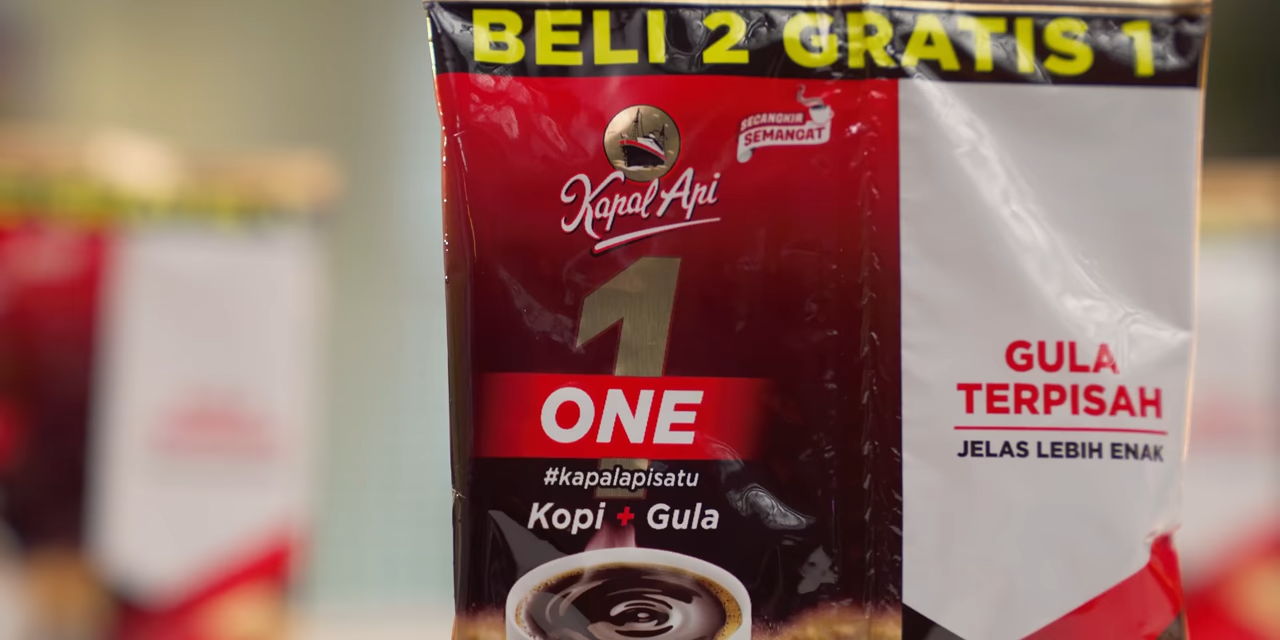 BELI 2 GRATIS 1
SECANGKIR
SEMANGAT
Kapal Api
1
ONE
#kapalapisatu
Kopi + Gula
GULA
TERPISAH
JELAS LEBIH ENAK